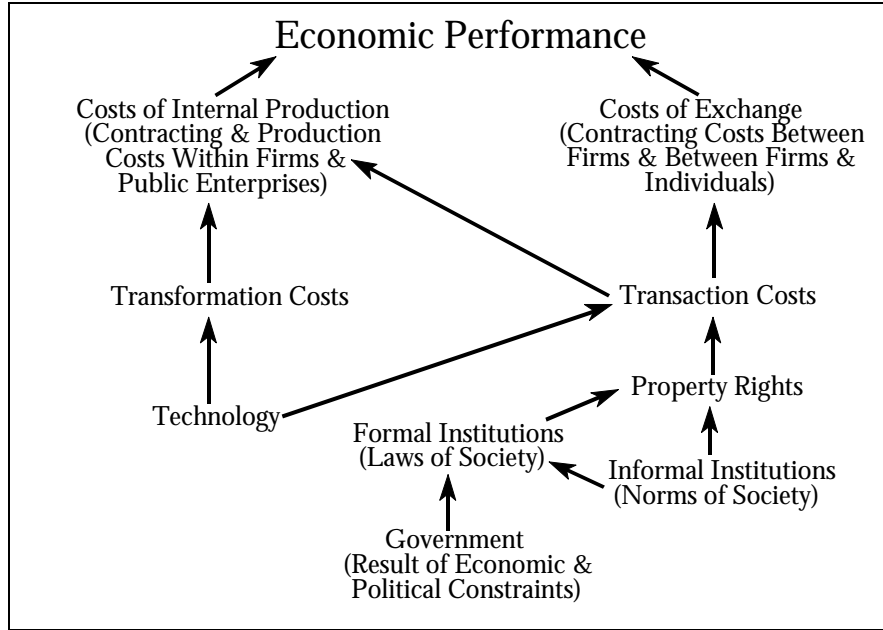 Economic Performance
Costs of Internal Production
(Contracting & Production
Costs Within Firms &
Public Enterprises)
Costs of Exchange
(Contracting Costs Between
Firms & Between Firms &
Individuals)
Transformation Costs
Transaction Costs
Technology
Property Rights
Formal Institutions
(Laws of Society)
Informal Institutions
(Norms of Society)
Government
(Result of Economic &
Political Constraints)